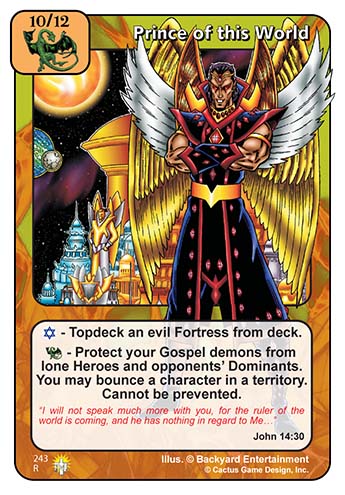 10/12
Prince of this World
- Topdeck an evil Fortress from deck.
- Protect your Gospel demons from
lone Heroes and opponents' Dominants.
You may bounce a character in a territory.
Cannot be prevented.
"I will not speak much more with you, for the ruler of the
world is coming, and he has nothing in regard to Me…"
John 14:30
243
R
Illus. © Backyard Entertainment
© Cactus Game Design, Inc.